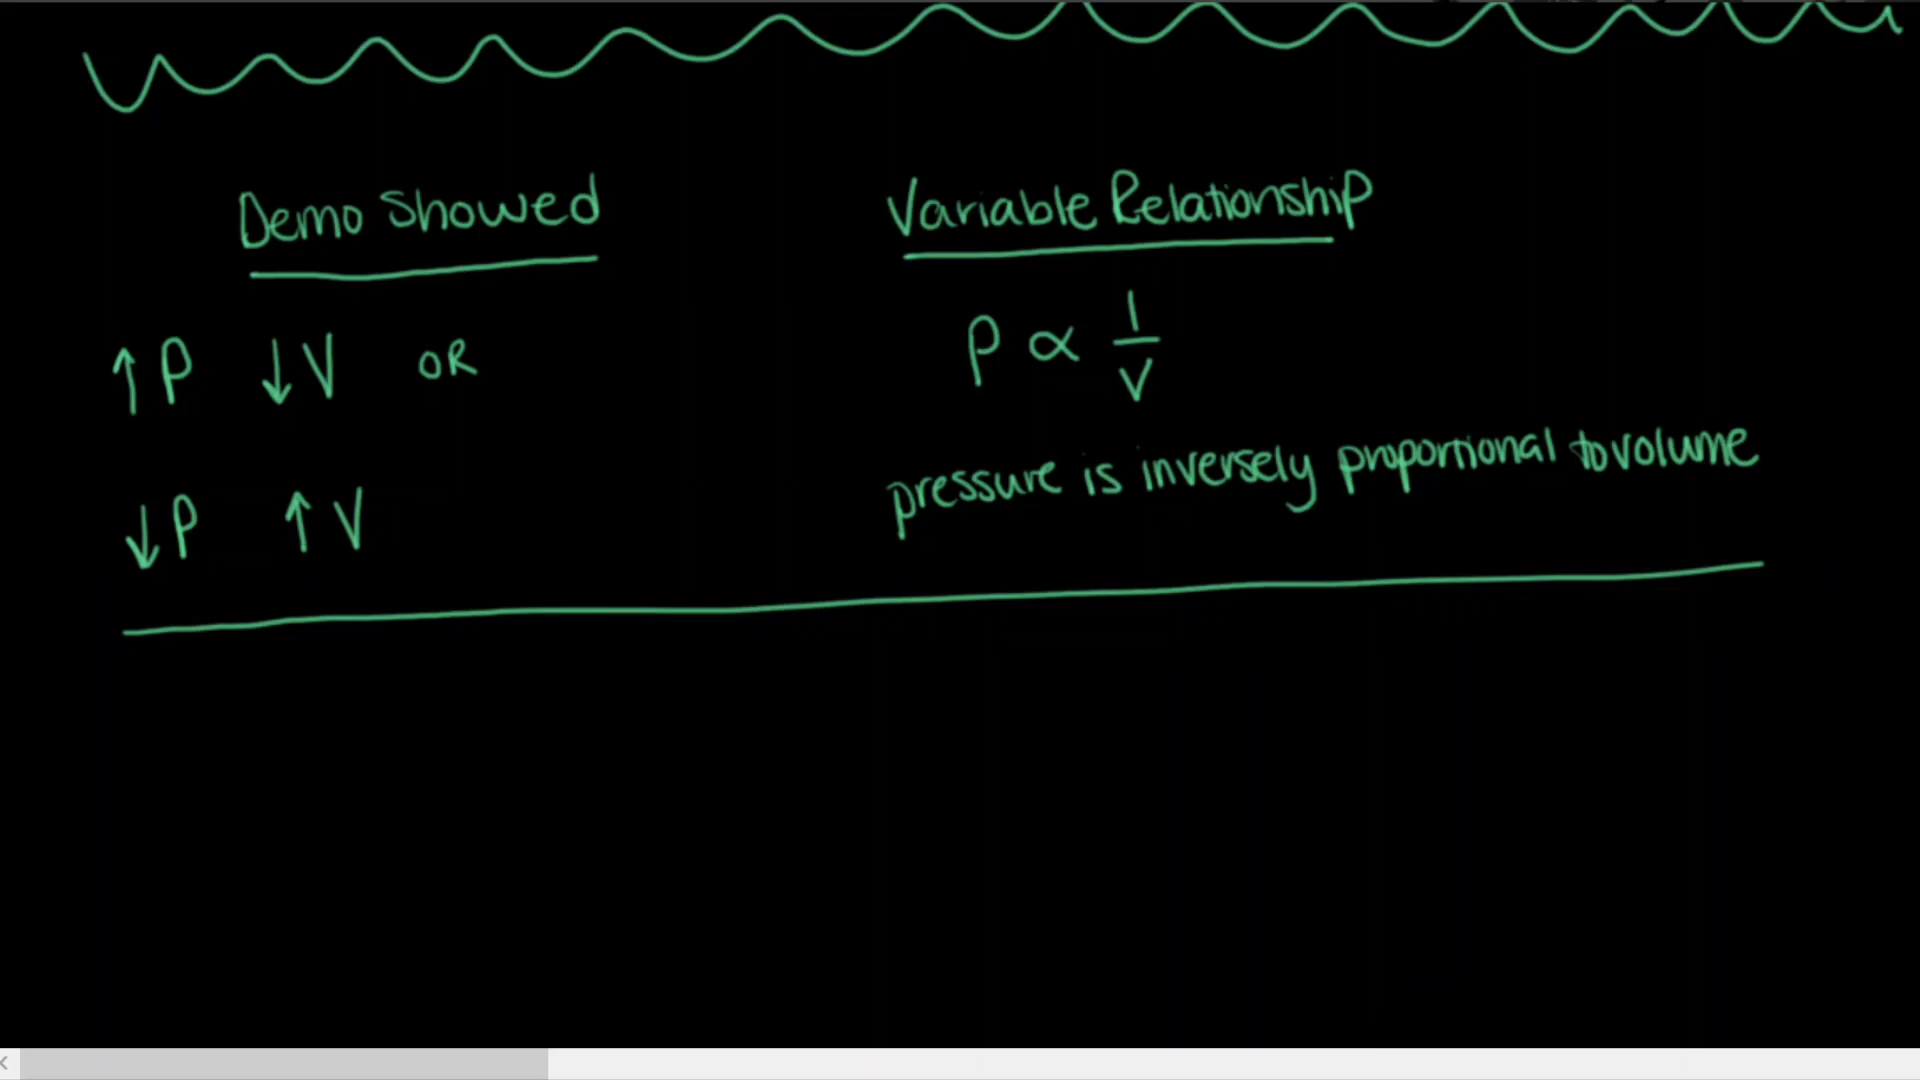 Demo Showed
↑P ↓V OR
↓P ↑V
Variable Relationship
P ∝ 1/V
pressure is inversely proportional to volume